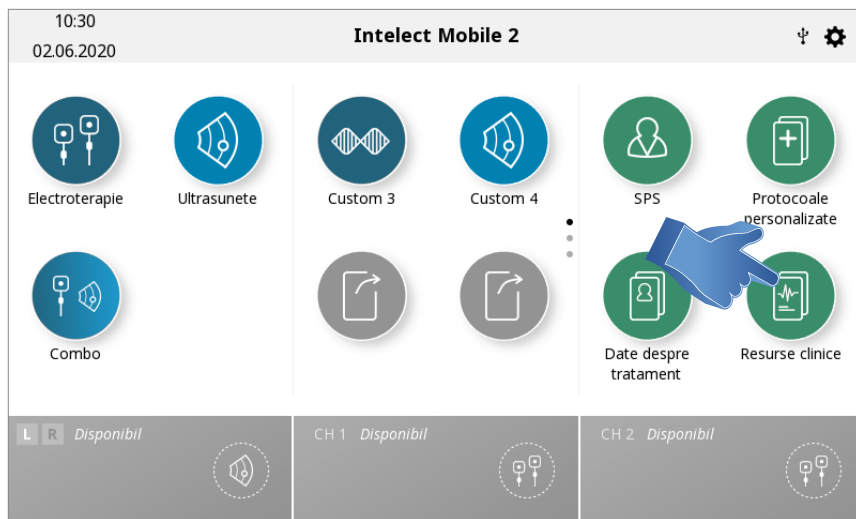 10:30
02.06.2020
Intelect Mobile 2
Electroterapie
Ultrasunete
Custom 3
Custom 4
SPS
Protocoale
personalizate
Combo
Date despre
tratament
Resurse clinice
L R Disponibil
CH 1 Disponibil
CH 2 Disponibil